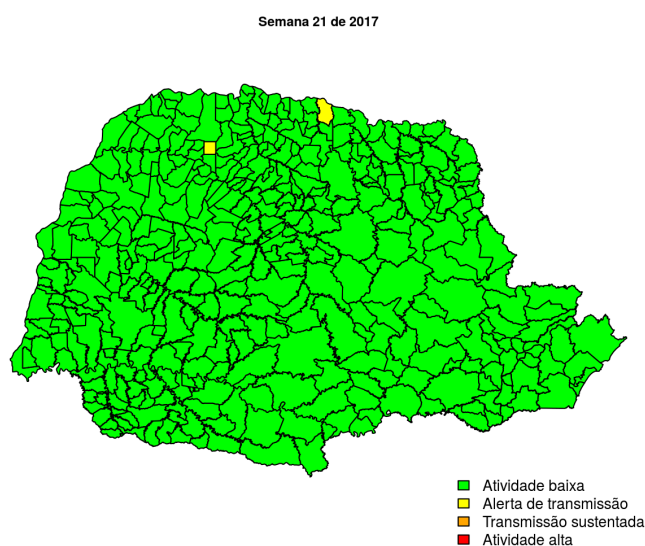 Semana 21 de 2017
Atividade baixa
Alerta de transmissão
Transmissão sustentada
Atividade alta